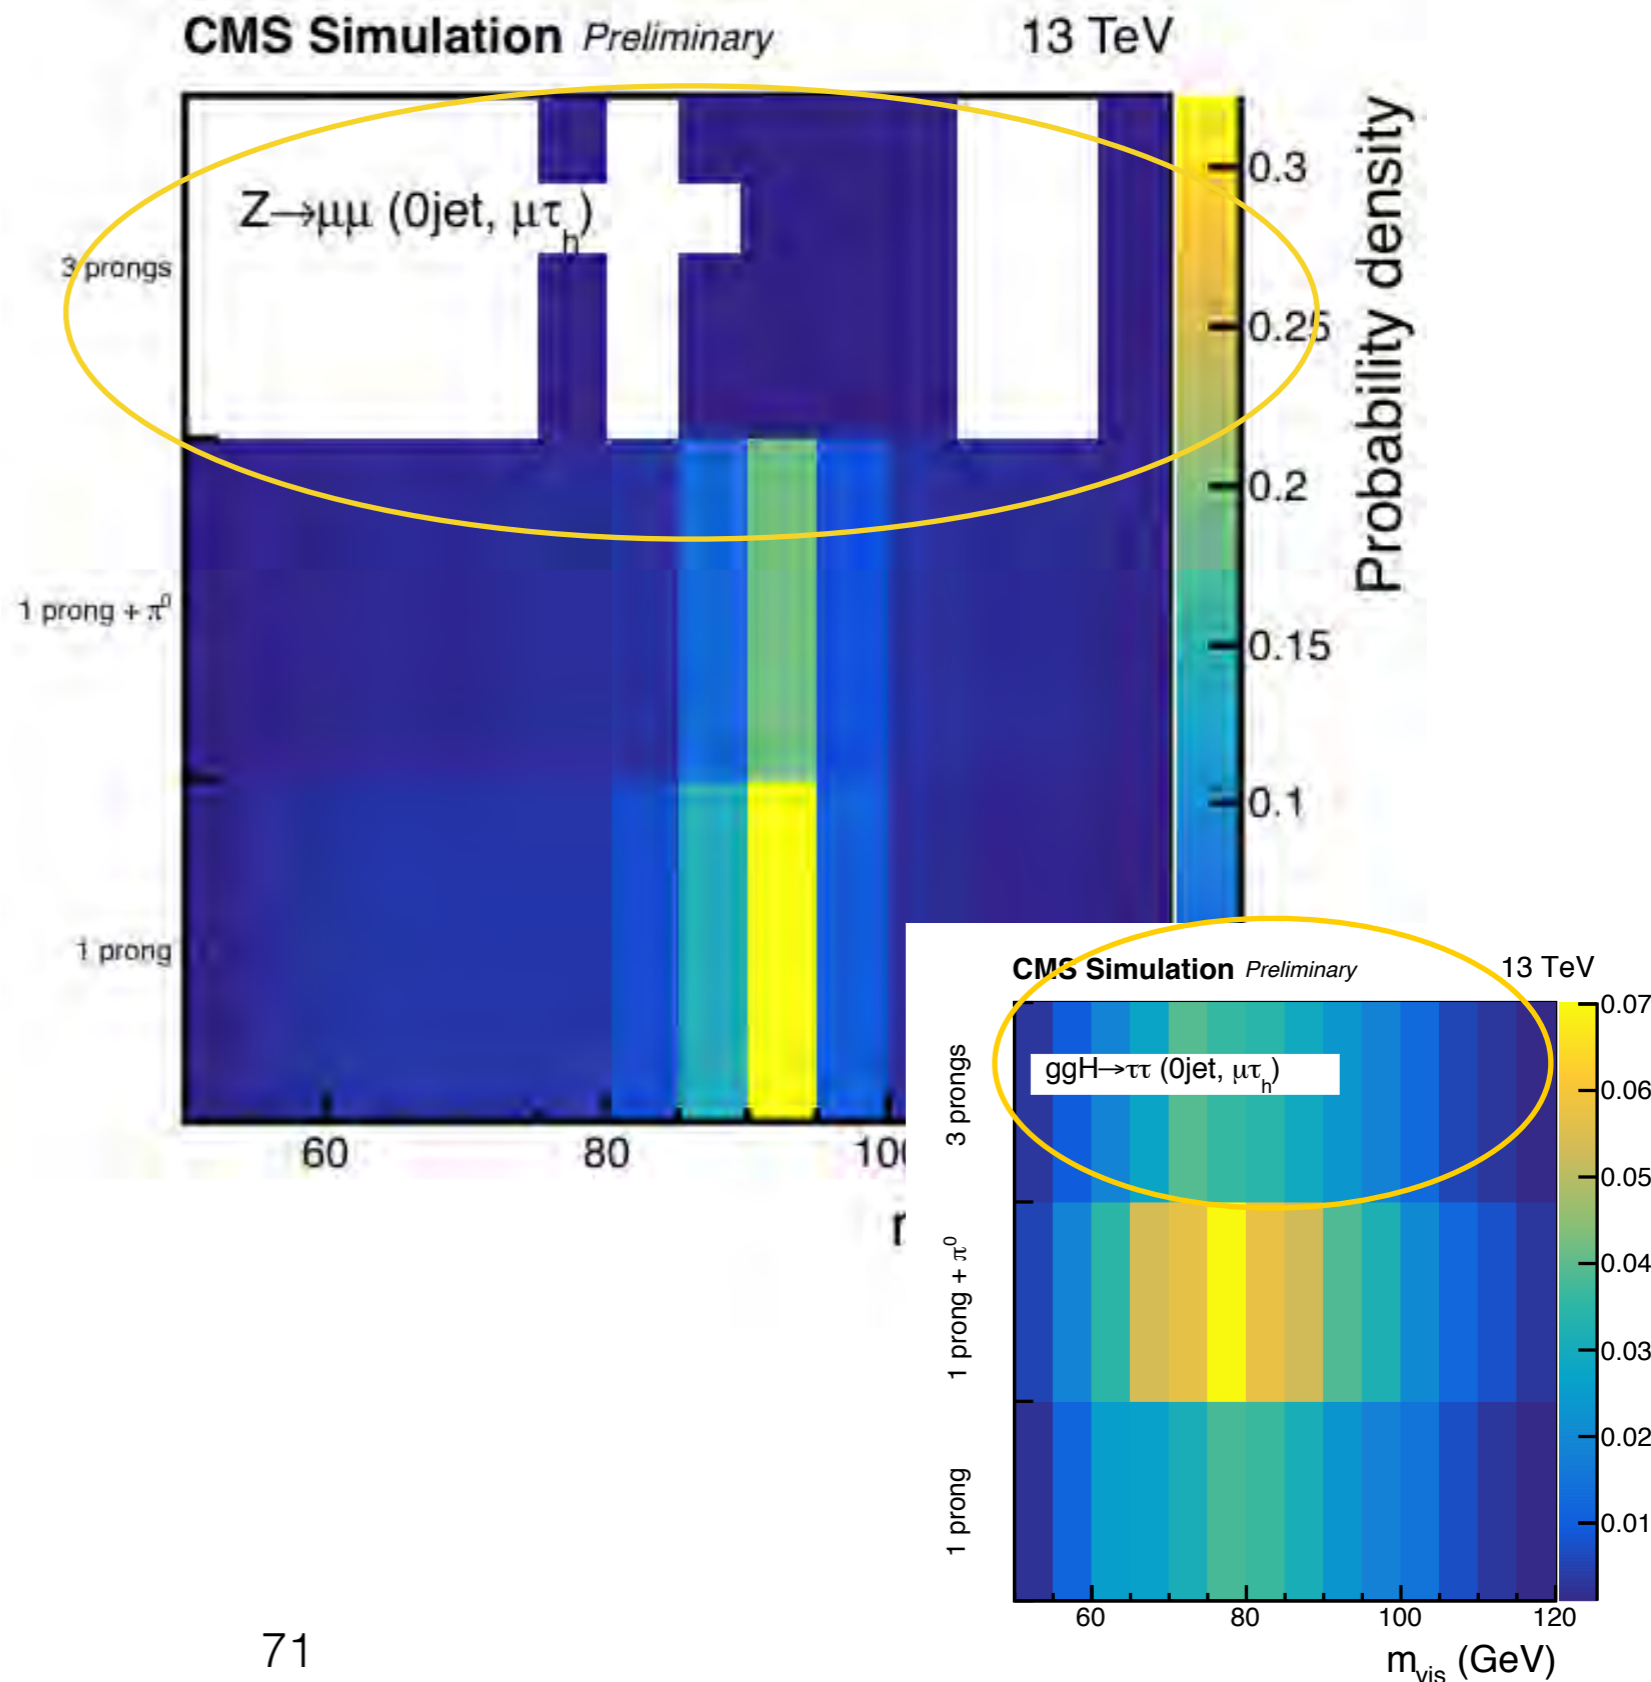 CMS Simulation Preliminary 13 TeV
Z→μμ (0jet, μτh)
3 prongs
1 prong + π⁰
1 prong
60 80
0.3
0.25
0.2
0.15
0.1
Probability density
CMS Simulation Preliminary 13 TeV
ggH→ττ (0jet, μτh)
3 prongs
1 prong + π⁰
1 prong
60 80 100 120
mvis (GeV)
0.07
0.06
0.05
0.04
0.03
0.02
0.01
71